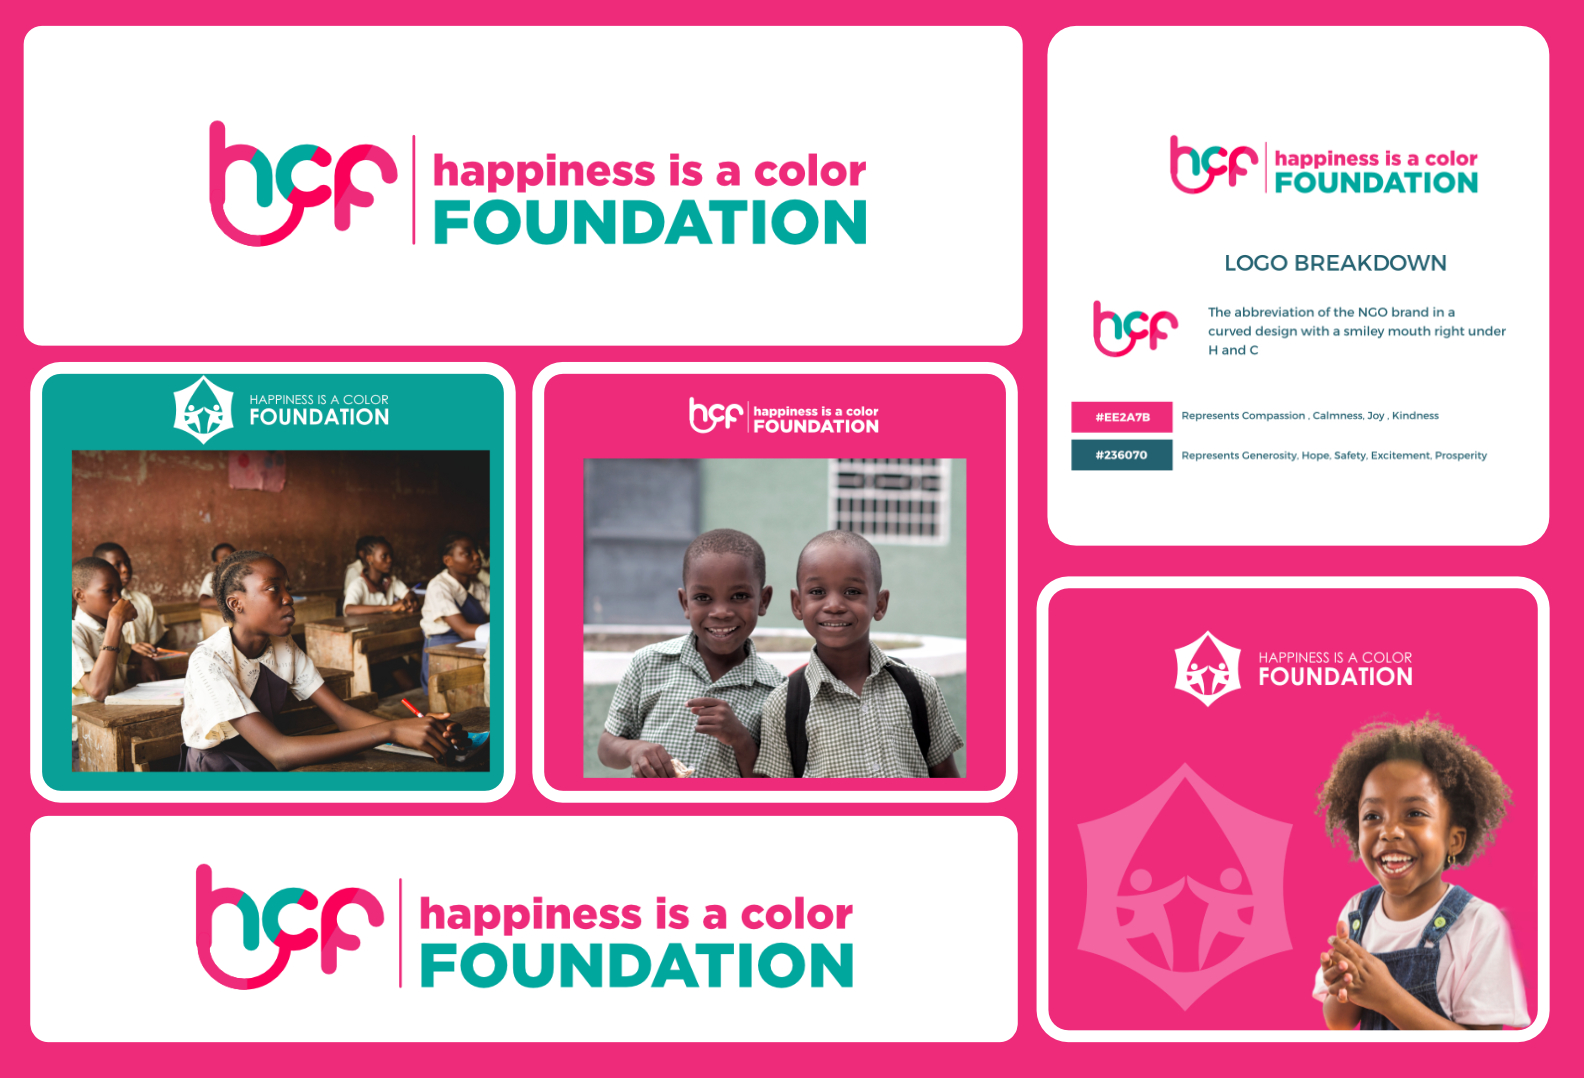 hcf
happiness is a color
FOUNDATION
HAPPINESS IS A COLOR
FOUNDATION
hcf
happiness is a color
FOUNDATION
hcf
happiness is a color
FOUNDATION
hcf
happiness is a color
FOUNDATION
LOGO BREAKDOWN
hcf
The abbreviation of the NGO brand in a
curved design with a smiley mouth right under
H and C
#EE2A7B
Represents Compassion , Calmness, Joy , Kindness
#236070
Represents Generosity, Hope, Safety, Excitement, Prosperity
HAPPINESS IS A COLOR
FOUNDATION